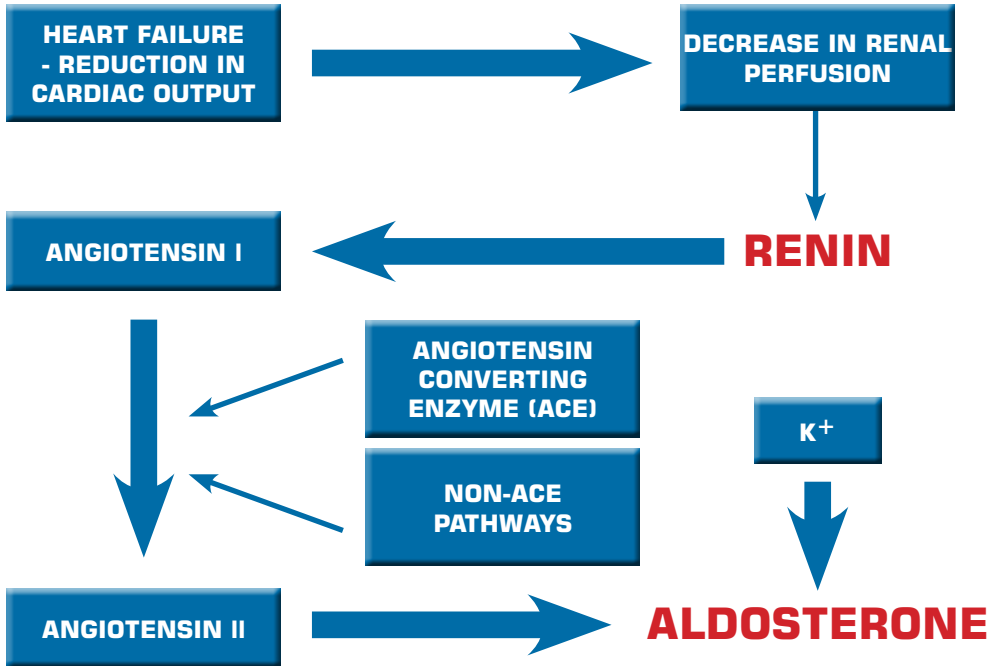 HEART FAILURE
- REDUCTION IN
CARDIAC OUTPUT
DECREASE IN RENAL
PERFUSION
ANGIOTENSIN I
RENIN
ANGIOTENSIN
CONVERTING
ENZYME (ACE)
K+
NON-ACE
PATHWAYS
ANGIOTENSIN II
ALDOSTERONE